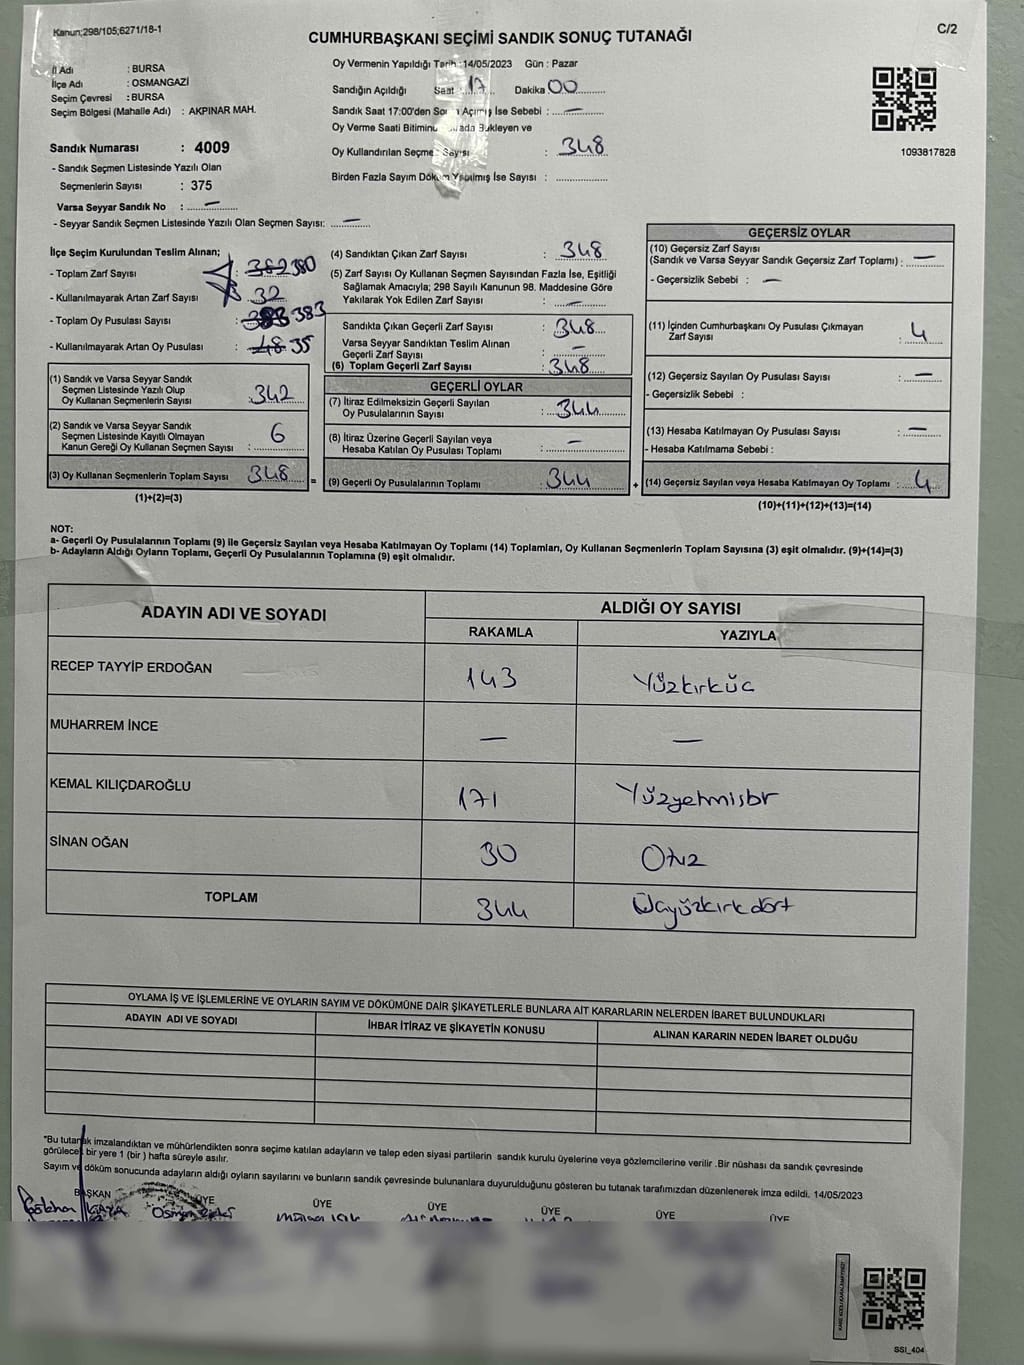 Kanun;298/105;6271/18-1
C/2
CUMHURBAŞKANI SEÇİMİ SANDIK SONUÇ TUTANAĞI
İl Adı : BURSA
İlçe Adı : OSMANGAZİ
Seçim Çevresi : BURSA
Seçim Bölgesi (Mahalle Adı) : AKPINAR MAH.
Sandık Numarası : 4009
- Sandık Seçmen Listesinde Yazılı Olan
Seçmenlerin Sayısı : 375
Varsa Seyyar Sandık No : —
- Seyyar Sandık Seçmen Listesinde Yazılı Olan Seçmen Sayısı: —
Oy Vermenin Yapıldığı Tarih :14/05/2023 Gün : Pazar
Sandığın Açıldığı Saat : 17 Dakika 00
Sandık Saat 17:00'den Açılmış İse Sebebi : —
Oy Verme Saati Bitiminde Bekleyen ve
Oy Kullandırılan Seçmen Sayısı : 348
Birden Fazla Sayım Döküm Yapılmış İse Sayısı :
1093817828
İlçe Seçim Kurulundan Teslim Alınan;
- Toplam Zarf Sayısı : 382 380
- Kullanılmayarak Artan Zarf Sayısı : 32
- Toplam Oy Pusulası Sayısı : 383
- Kullanılmayarak Artan Oy Pusulası : 35
(1) Sandık ve Varsa Seyyar Sandık
Seçmen Listesinde Yazılı Olup
Oy Kullanan Seçmenlerin Sayısı : 342
(2) Sandık ve Varsa Seyyar Sandık
Seçmen Listesinde Kayıtlı Olmayan
Kanun Gereği Oy Kullanan Seçmen Sayısı : 6
(3) Oy Kullanan Seçmenlerin Toplam Sayısı : 348
(1)+(2)=(3)
=
(4) Sandıktan Çıkan Zarf Sayısı : 348
(5) Zarf Sayısı Oy Kullanan Seçmen Sayısından Fazla İse, Eşitliği
Sağlamak Amacıyla; 298 Sayılı Kanunun 98. Maddesine Göre
Yakılarak Yok Edilen Zarf Sayısı : —
Sandıkta Çıkan Geçerli Zarf Sayısı : 348
Varsa Seyyar Sandıktan Teslim Alınan
Geçerli Zarf Sayısı : —
(6) Toplam Geçerli Zarf Sayısı : 348
GEÇERLİ OYLAR
(7) İtiraz Edilmeksizin Geçerli Sayılan
Oy Pusulalarının Sayısı : 344
(8) İtiraz Üzerine Geçerli Sayılan veya
Hesaba Katılan Oy Pusulası Toplamı : —
(9) Geçerli Oy Pusulalarının Toplamı : 344
+
GEÇERSİZ OYLAR
(10) Geçersiz Zarf Sayısı
(Sandık ve Varsa Seyyar Sandık Geçersiz Zarf Toplamı) : —
- Geçersizlik Sebebi : —
(11) İçinden Cumhurbaşkanı Oy Pusulası Çıkmayan
Zarf Sayısı : 4
(12) Geçersiz Sayılan Oy Pusulası Sayısı : —
- Geçersizlik Sebebi :
(13) Hesaba Katılmayan Oy Pusulası Sayısı : —
- Hesaba Katılmama Sebebi :
(14) Geçersiz Sayılan veya Hesaba Katılmayan Oy Toplamı : 4
(10)+(11)+(12)+(13)=(14)
NOT:
a- Geçerli Oy Pusulalarının Toplamı (9) ile Geçersiz Sayılan veya Hesaba Katılmayan Oy Toplamı (14) Toplamları, Oy Kullanan Seçmenlerin Toplam Sayısına (3) eşit olmalıdır. (9)+(14)=(3)
b- Adayların Aldığı Oyların Toplamı, Geçerli Oy Pusulalarının Toplamına (9) eşit olmalıdır.
ADAYIN ADI VE SOYADI
ALDIĞI OY SAYISI
RAKAMLA YAZIYLA
RECEP TAYYİP ERDOĞAN 143 Yüzkırküç
MUHARREM İNCE — —
KEMAL KILIÇDAROĞLU 171 Yüzyetmişbr
SİNAN OĞAN 30 Otuz
TOPLAM 344 Üçyüzkırkdört
OYLAMA İŞ VE İŞLEMLERİNE VE OYLARIN SAYIM VE DÖKÜMÜNE DAİR ŞİKAYETLERLE BUNLARA AİT KARARLARIN NELERDEN İBARET BULUNDUKLARI
ADAYIN ADI VE SOYADI İHBAR İTİRAZ VE ŞİKAYETİN KONUSU ALINAN KARARIN NEDEN İBARET OLDUĞU
*Bu tutanak imzalandıktan ve mühürlendikten sonra seçime katılan adayların ve talep eden siyasi partilerin sandık kurulu üyelerine veya gözlemcilerine verilir .Bir nüshası da sandık çevresinde
görülecek bir yere 1 (bir ) hafta süreyle asılır.
Sayım ve döküm sonucunda adayların aldığı oyların sayılarını ve bunların sandık çevresinde bulunanlara duyurulduğunu gösteren bu tutanak tarafımızdan düzenlenerek imza edildi. 14/05/2023
BAŞKAN ÜYE ÜYE ÜYE ÜYE ÜYE ÜYE
Gökhan KAYA Osman
SSI_404